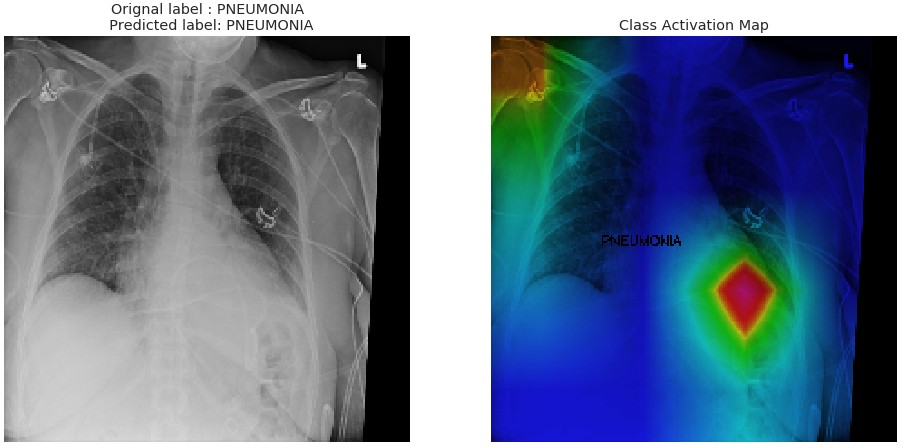 Orignal label : PNEUMONIA
Predicted label: PNEUMONIA
L
Class Activation Map
L
PNEUMONIA